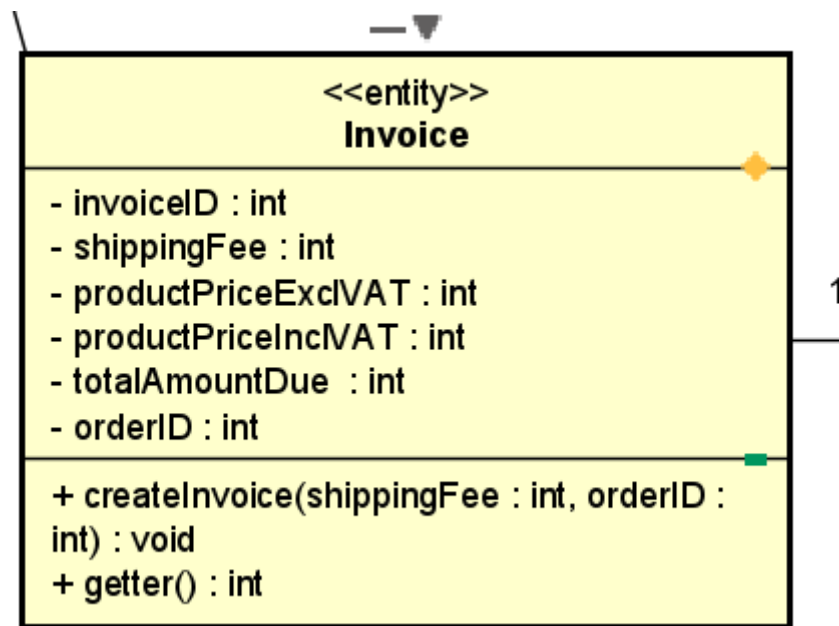 <<entity>>
Invoice
- invoiceID : int
- shippingFee : int
- productPriceExclVAT : int
- productPriceInclVAT : int
- totalAmountDue : int
- orderID : int
1
+ createInvoice(shippingFee : int, orderID :
int) : void
+ getter() : int